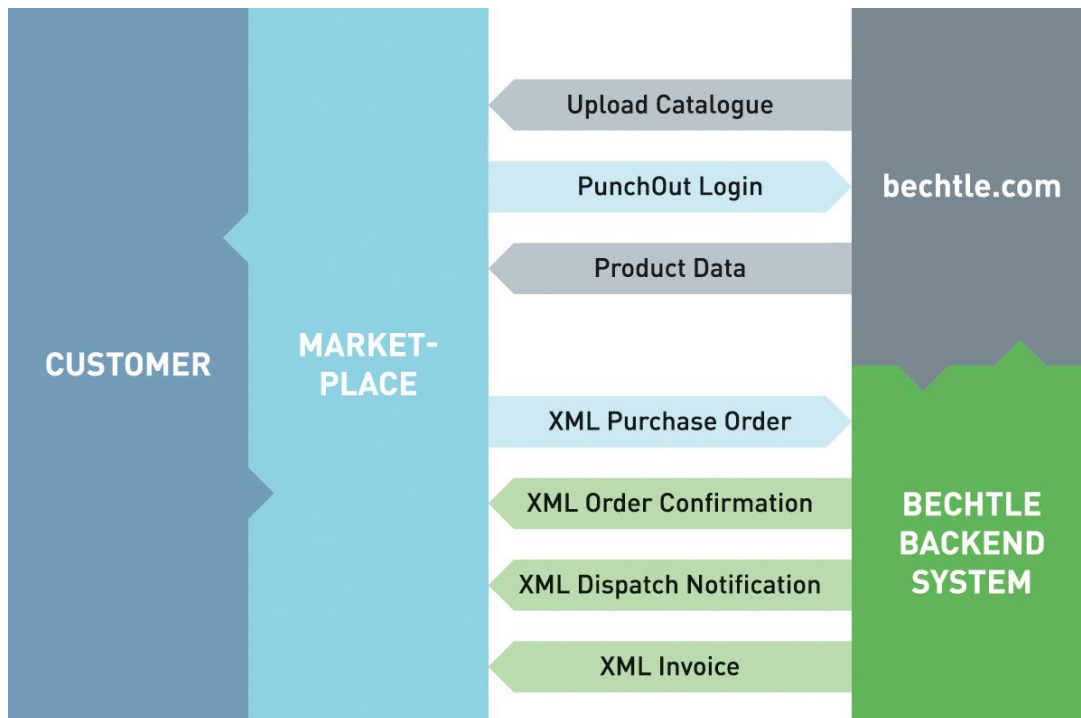 Upload Catalogue
PunchOut Login
bechtle.com
Product Data
CUSTOMER
MARKET-
PLACE
XML Purchase Order
XML Order Confirmation
XML Dispatch Notification
XML Invoice
BECHTLE
BACKEND
SYSTEM